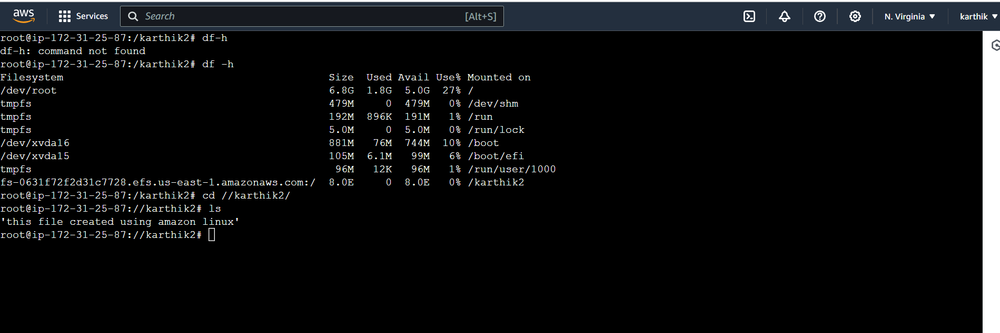 aws Services Search [Alt+S] N. Virginia karthik
root@ip-172-31-25-87:/karthik2# df-h
df-h: command not found
root@ip-172-31-25-87:/karthik2# df -h
Filesystem Size Used Avail Use% Mounted on
/dev/root 6.8G 1.8G 5.0G 27% /
tmpfs 479M 0 479M 0% /dev/shm
tmpfs 192M 896K 191M 1% /run
tmpfs 5.0M 0 5.0M 0% /run/lock
/dev/xvda16 881M 76M 744M 10% /boot
/dev/xvda15 105M 6.1M 99M 6% /boot/efi
tmpfs 96M 12K 96M 1% /run/user/1000
fs-0631f72f2d31c7728.efs.us-east-1.amazonaws.com:/ 8.0E 0 8.0E 0% /karthik2
root@ip-172-31-25-87:/karthik2# cd //karthik2/
root@ip-172-31-25-87://karthik2# ls
'this file created using amazon linux'
root@ip-172-31-25-87://karthik2#